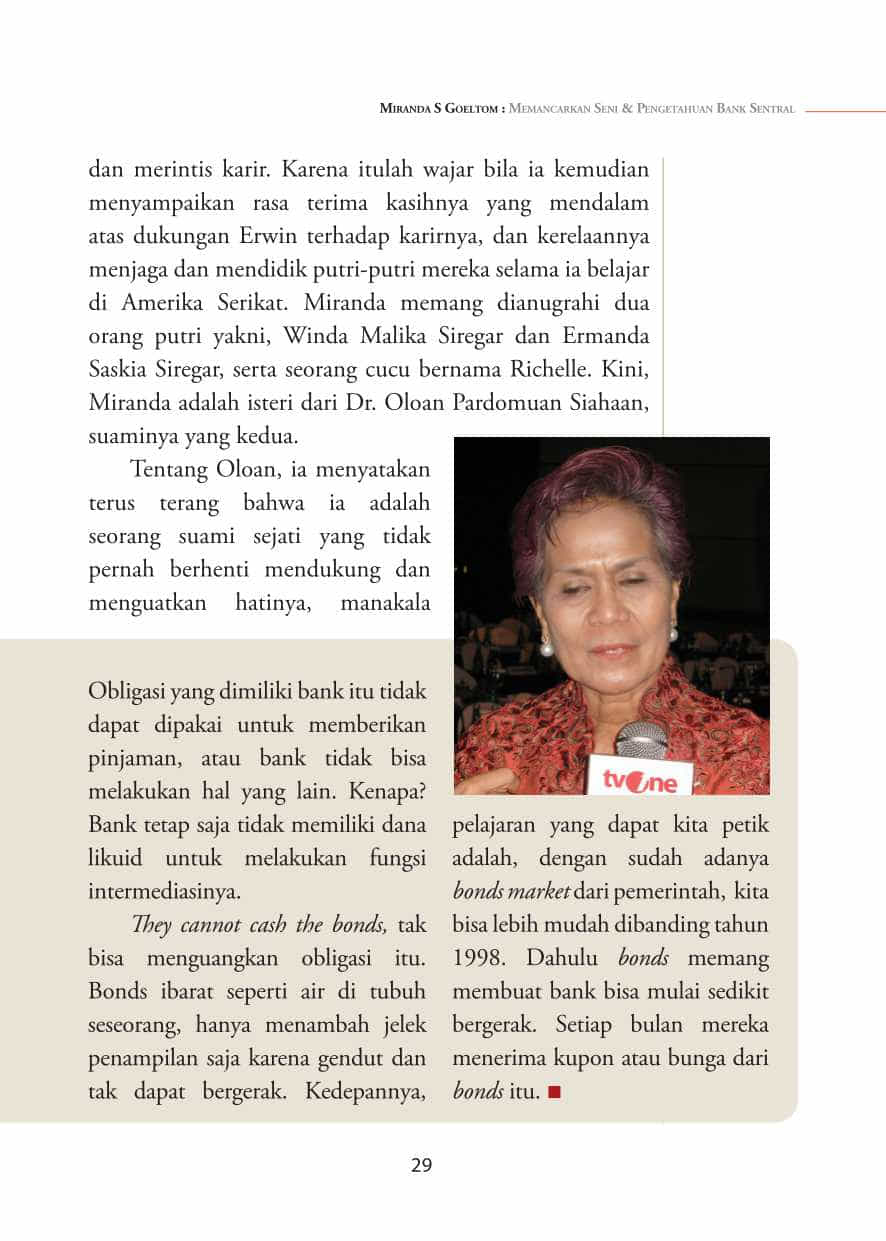 MIRANDA S GOELTOM : MEMANCARKAN SENI & PENGETAHUAN BANK SENTRAL
dan merintis karir. Karena itulah wajar bila ia kemudian
menyampaikan rasa terima kasihnya yang mendalam
atas dukungan Erwin terhadap karirnya, dan kerelaannya
menjaga dan mendidik putri-putri mereka selama ia belajar
di Amerika Serikat. Miranda memang dianugrahi dua
orang putri yakni, Winda Malika Siregar dan Ermanda
Saskia Siregar, serta seorang cucu bernama Richelle. Kini,
Miranda adalah isteri dari Dr. Oloan Pardomuan Siahaan,
suaminya yang kedua.
Tentang Oloan, ia menyatakan
terus terang bahwa ia adalah
seorang suami sejati yang tidak
pernah berhenti mendukung dan
menguatkan hatinya, manakala
Obligasi yang dimiliki bank itu tidak
dapat dipakai untuk memberikan
pinjaman, atau bank tidak bisa
melakukan hal yang lain. Kenapa?
Bank tetap saja tidak memiliki dana
likuid untuk melakukan fungsi
intermediasinya.
They cannot cash the bonds, tak
bisa menguangkan obligasi itu.
Bonds ibarat seperti air di tubuh
seseorang, hanya menambah jelek
penampilan saja karena gendut dan
tak dapat bergerak. Kedepannya,
tvOne
pelajaran yang dapat kita petik
adalah, dengan sudah adanya
bonds market dari pemerintah, kita
bisa lebih mudah dibanding tahun
1998. Dahulu bonds memang
membuat bank bisa mulai sedikit
bergerak. Setiap bulan mereka
menerima kupon atau bunga dari
bonds itu.
29